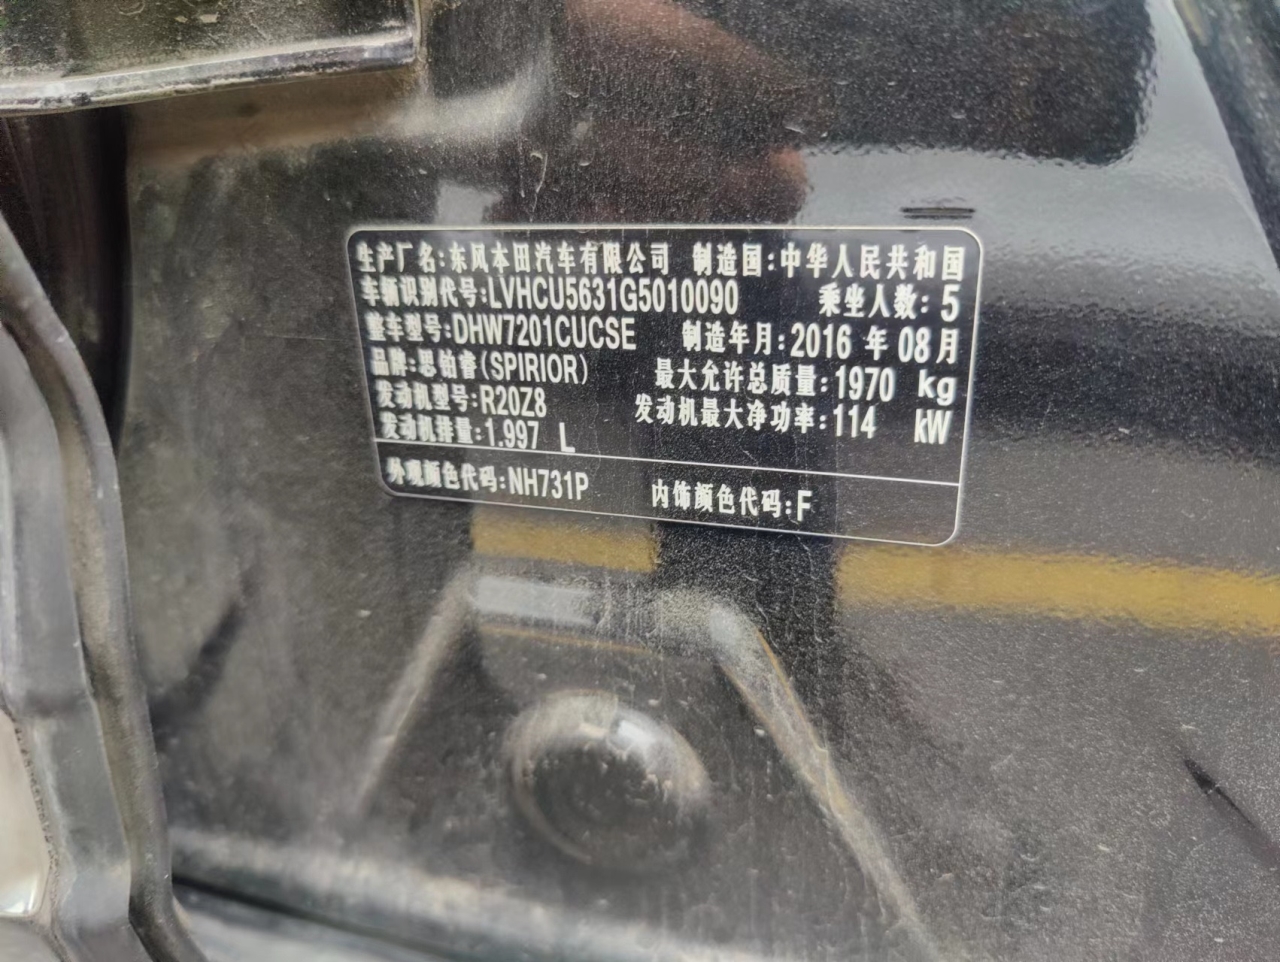 生产厂名:东风本田汽车有限公司 制造国:中华人民共和国
车辆识别代号:LVHCU5631G5010090 乘坐人数:5
整车型号:DHW7201CUCSE 制造年月:2016年08月
品牌:思铂睿(SPIRIOR) 最大允许总质量:1970 kg
发动机型号:R20Z8 发动机最大净功率:114 kW
发动机排量:1.997 L
外观颜色代码:NH731P 内饰颜色代码:F